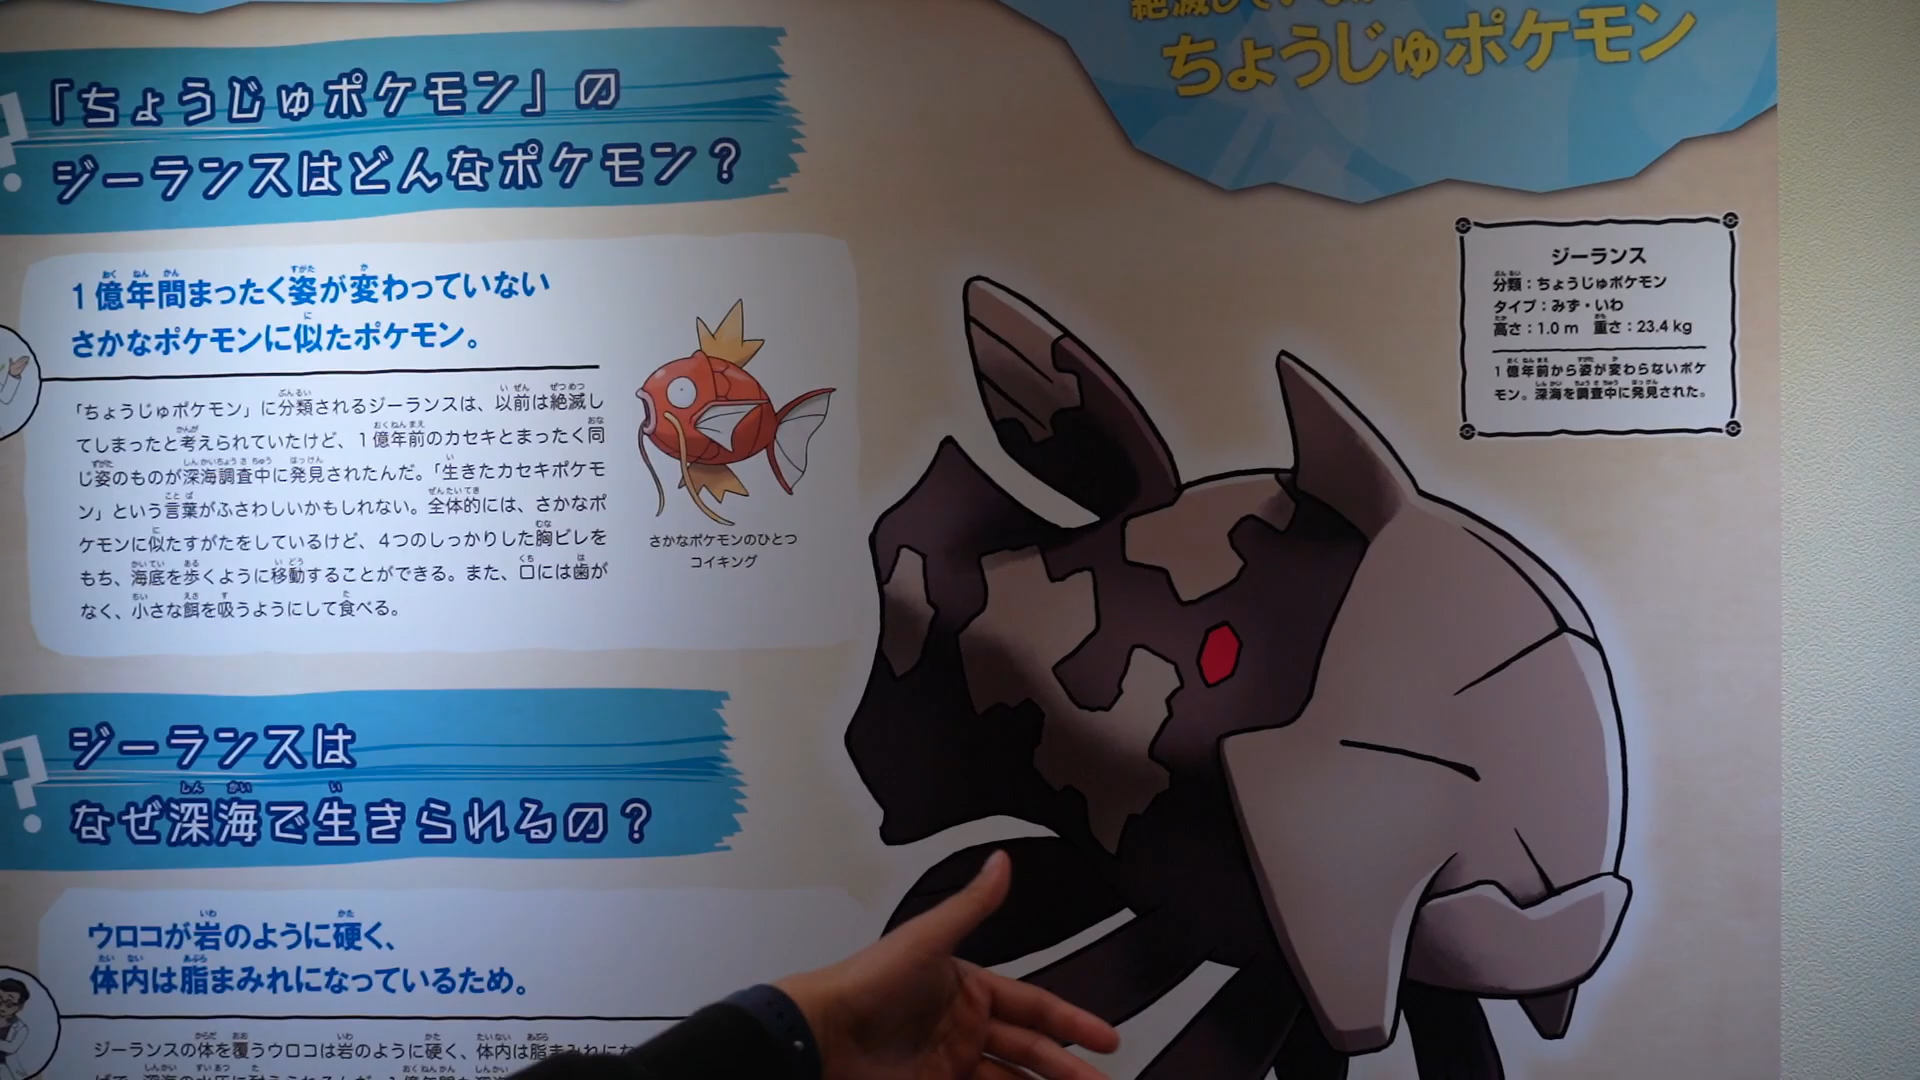 ちょうじゅポケモン
「ちょうじゅポケモン」の
ジーランスはどんなポケモン？
1億年間まったく姿が変わっていない
さかなポケモンに似たポケモン。
「ちょうじゅポケモン」に分類されるジーランスは、以前は絶滅し
てしまったと考えられていたけど、1億年前のカセキとまったく同
じ姿のものが深海調査中に発見されたんだ。「生きたカセキポケモ
ン」という言葉がふさわしいかもしれない。全体的には、さかなポ
ケモンに似たすがたをしているけど、4つのしっかりした胸ビレを
もち、海底を歩くように移動することができる。また、口には歯が
なく、小さな餌を吸うようにして食べる。
さかなポケモンのひとつ
コイキング
ジーランス
分類：ちょうじゅポケモン
タイプ：みず・いわ
高さ：1.0 m 重さ：23.4 kg
1億年前から姿が変わらないポケ
モン。深海を調査中に発見された。
ジーランスは
なぜ深海で生きられるの？
ウロコが岩のように硬く、
体内は脂まみれになっているため。
ジーランスの体を覆うウロコは岩のように硬く、体内は脂まみれにな